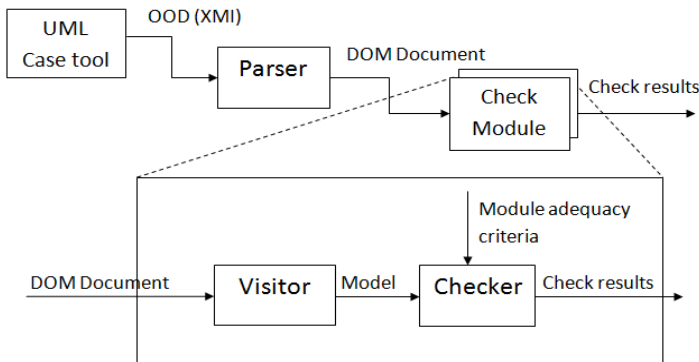 UML
Case tool
OOD (XMI)
Parser
DOM Document
Check
Module
Check results
Module adequacy
criteria
DOM Document
Visitor
Model
Checker
Check results